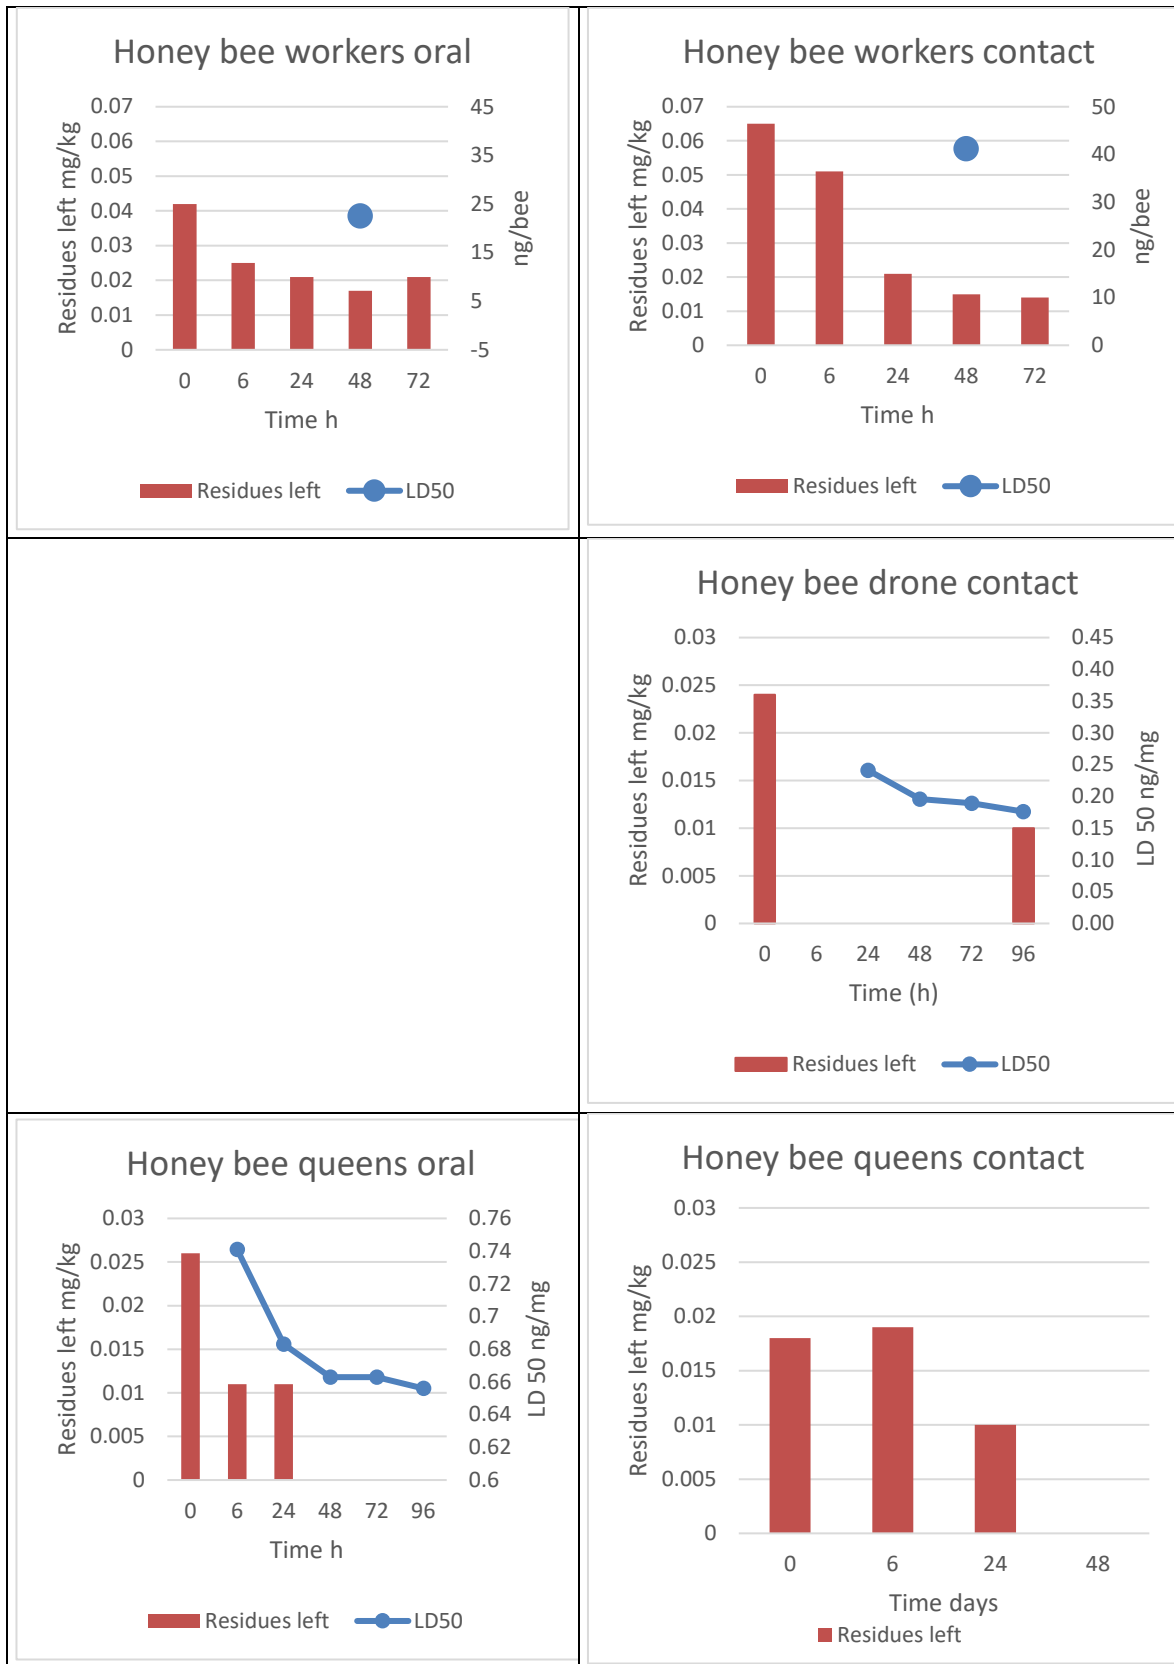 Honey bee workers oral
Residues left mg/kg
0.07
0.06
0.05
0.04
0.03
0.02
0.01
0
45
35
25
15
5
-5
ng/bee
0 6 24 48 72
Time h
Residues left LD50
Honey bee workers contact
Residues left mg/kg
0.07
0.06
0.05
0.04
0.03
0.02
0.01
0
50
40
30
20
10
0
ng/bee
0 6 24 48 72
Time h
Residues left LD50
Honey bee drone contact
Residues left mg/kg
0.03
0.025
0.02
0.015
0.01
0.005
0
0.45
0.40
0.35
0.30
0.25
0.20
0.15
0.10
0.05
0.00
LD 50 ng/mg
0 6 24 48 72 96
Time (h)
Residues left LD50
Honey bee queens oral
Residues left mg/kg
0.03
0.025
0.02
0.015
0.01
0.005
0
0.76
0.74
0.72
0.7
0.68
0.66
0.64
0.62
0.6
LD 50 ng/mg
0 6 24 48 72 96
Time h
Residues left LD50
Honey bee queens contact
Residues left mg/kg
0.03
0.025
0.02
0.015
0.01
0.005
0
0 6 24 48
Time days
Residues left